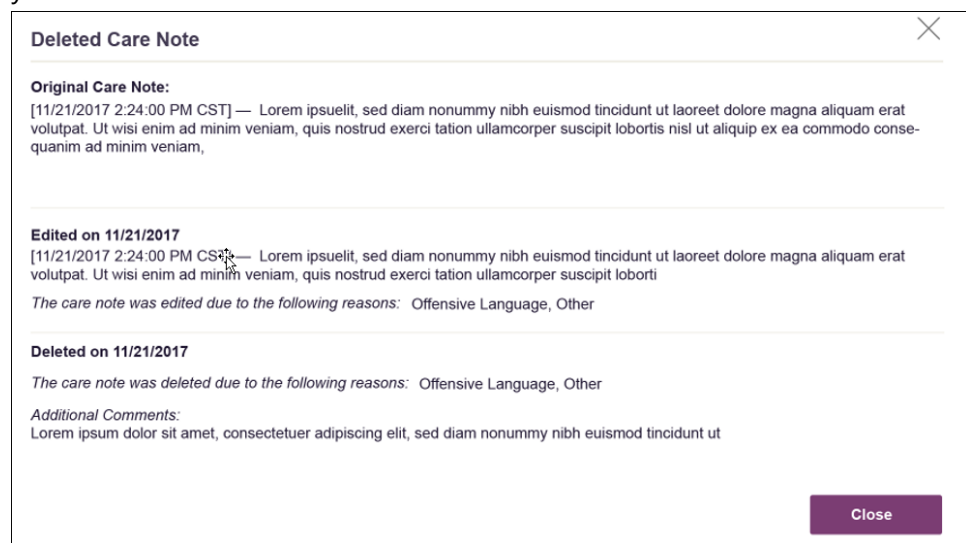 Deleted Care Note
Original Care Note:
[11/21/2017 2:24:00 PM CST] — Lorem ipsuelit, sed diam nonummy nibh euismod tincidunt ut laoreet dolore magna aliquam erat
volutpat. Ut wisi enim ad minim veniam, quis nostrud exerci tation ullamcorper suscipit lobortis nisl ut aliquip ex ea commodo conse-
quanim ad minim veniam,
Edited on 11/21/2017
[11/21/2017 2:24:00 PM CST] — Lorem ipsuelit, sed diam nonummy nibh euismod tincidunt ut laoreet dolore magna aliquam erat
volutpat. Ut wisi enim ad minim veniam, quis nostrud exerci tation ullamcorper suscipit loborti
The care note was edited due to the following reasons: Offensive Language, Other
Deleted on 11/21/2017
The care note was deleted due to the following reasons: Offensive Language, Other
Additional Comments:
Lorem ipsum dolor sit amet, consectetuer adipiscing elit, sed diam nonummy nibh euismod tincidunt ut
Close